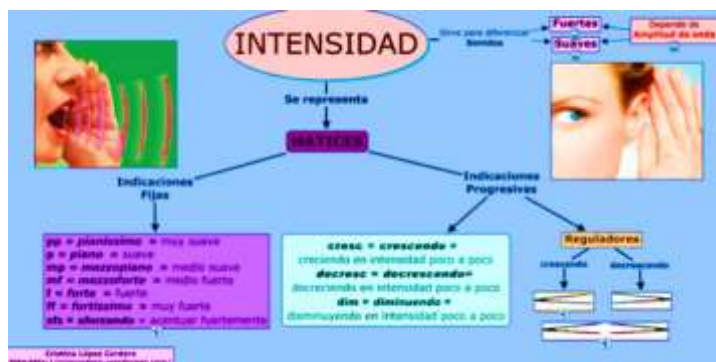 INTENSIDAD
Sirve para diferenciar
Sonidos
Fuertes
Suaves
Depende de
Amplitud de onda
Se representa
MATICES
Indicaciones
Fijas
Indicaciones
Progresivas
pp = pianissimo = muy suave
p = piano = suave
mp = mezzopiano = medio suave
mf = mezzoforte = medio fuerte
f = forte = fuerte
ff = fortissimo = muy fuerte
sfz = sforzando = acentuar fuertemente
cresc = crescendo =
creciendo en intensidad poco a poco
decresc = decrescendo=
decreciendo en intensidad poco a poco
dim = diminuendo =
disminuyendo en intensidad poco a poco
Reguladores
crescendo
decrescendo
Cristina López Cordero